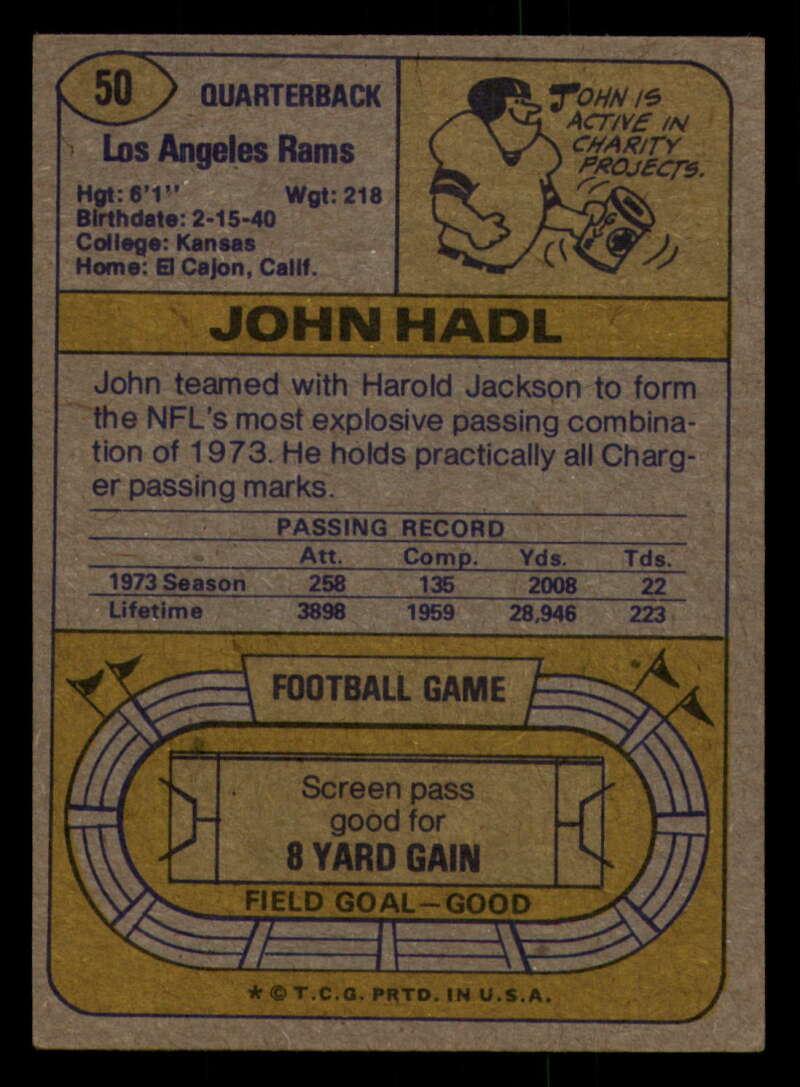 50
QUARTERBACK
Los Angeles Rams
Hgt: 6'1" Wgt: 218
Birthdate: 2-15-40
College: Kansas
Home: El Cajon, Calif.
JOHN IS
ACTIVE IN
CHARITY
PROJECTS.
JOHN HADL
John teamed with Harold Jackson to form
the NFL's most explosive passing combina-
tion of 1973. He holds practically all Charg-
er passing marks.
PASSING RECORD
Att. Comp. Yds. Tds.
1973 Season 258 135 2008 22
Lifetime 3898 1959 28,946 223
FOOTBALL GAME
Screen pass
good for
8 YARD GAIN
FIELD GOAL—GOOD
* © T.C.G. PRTD. IN U.S.A.